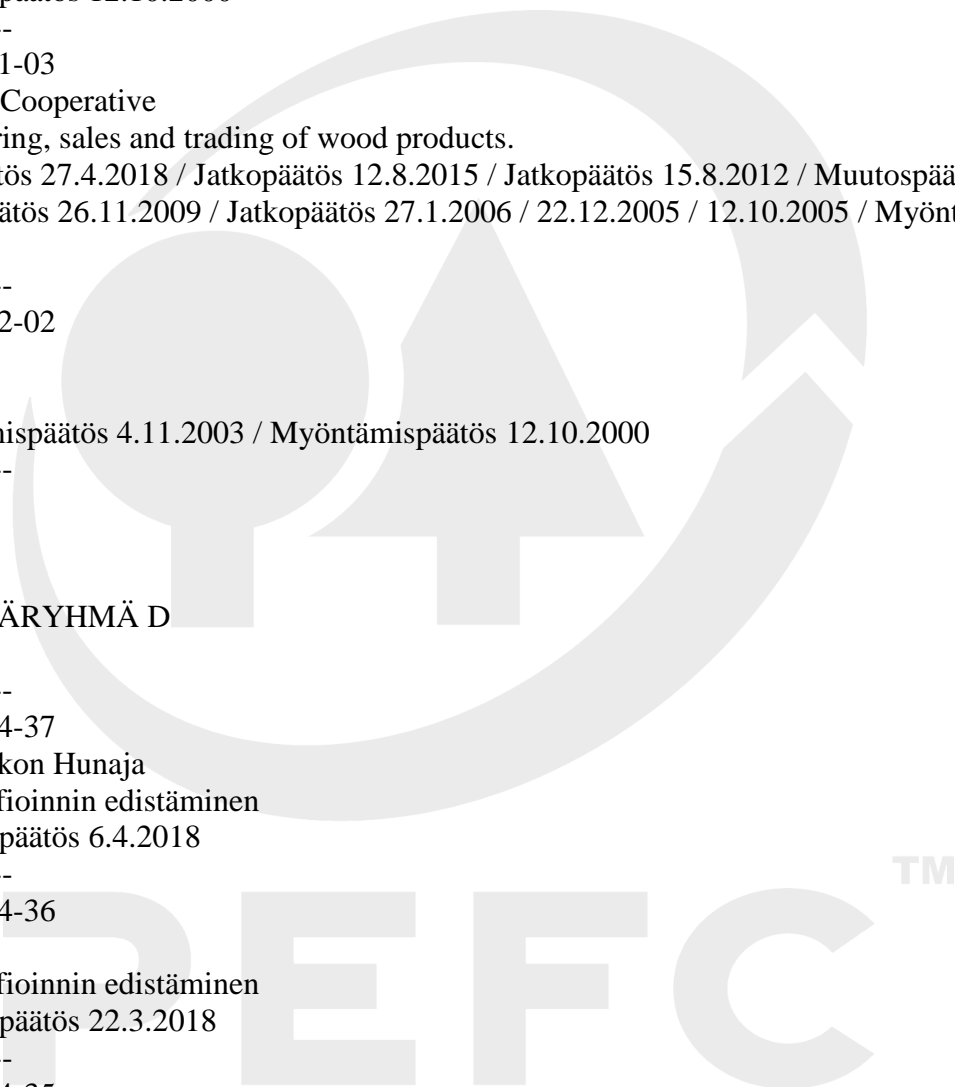 päätös 12.10.2000
--
1-03
Cooperative
ring, sales and trading of wood products.
tös 27.4.2018 / Jatkopäätös 12.8.2015 / Jatkopäätös 15.8.2012 / Muutospää
ätös 26.11.2009 / Jatkopäätös 27.1.2006 / 22.12.2005 / 12.10.2005 / Myönt
--
2-02
nispäätös 4.11.2003 / Myöntämispäätös 12.10.2000
--
ÄRYHMÄ D
--
4-37
kon Hunaja
fioinnin edistäminen
päätös 6.4.2018
--
4-36
fioinnin edistäminen
päätös 22.3.2018
--
PEFC TM